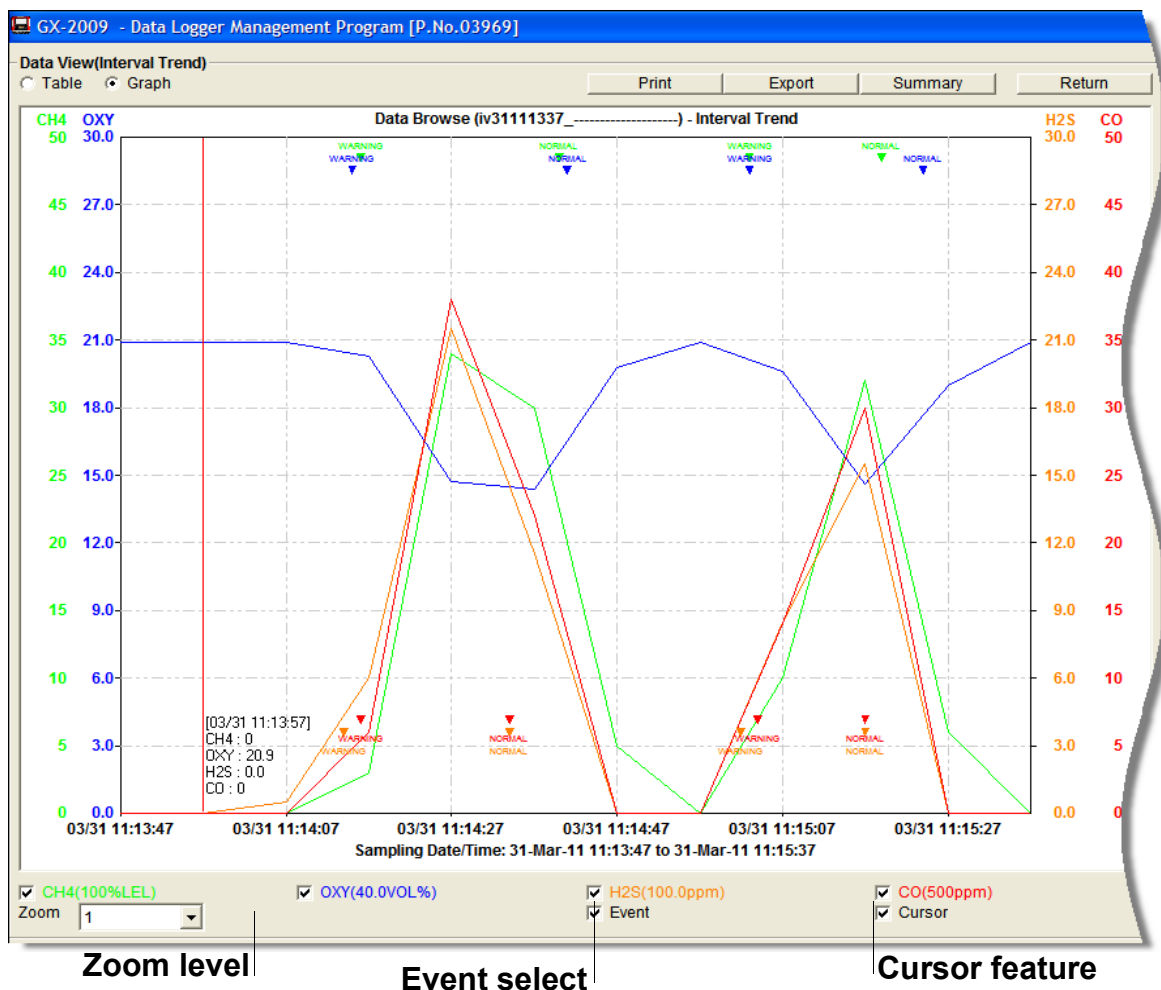 GX-2009 - Data Logger Management Program [P.No.03969]
Data View(Interval Trend)
Table Graph Print Export Summary Return
CH4 OXY Data Browse (iv31111337_--------------------) - Interval Trend H2S CO
50 30.0 30.0 50
WARNING NORMAL WARNING NORMAL
WARNING NORMAL WARNING NORMAL
45 27.0 27.0 45
40 24.0 24.0 40
35 21.0 21.0 35
30 18.0 18.0 30
25 15.0 15.0 25
20 12.0 12.0 20
15 9.0 9.0 15
10 6.0 6.0 10
[03/31 11:13:57]
CH4 : 0
OXY : 20.9
H2S : 0.0
CO : 0
WARNING NORMAL WARNING NORMAL
WARNING NORMAL WARNING NORMAL
5 3.0 3.0 5
0 0.0 0.0 0
03/31 11:13:47 03/31 11:14:07 03/31 11:14:27 03/31 11:14:47 03/31 11:15:07 03/31 11:15:27
Sampling Date/Time: 31-Mar-11 11:13:47 to 31-Mar-11 11:15:37
CH4(100%LEL) OXY(40.0VOL%) H2S(100.0ppm) CO(500ppm)
Zoom 1 Event Cursor
Zoom level Event select Cursor feature